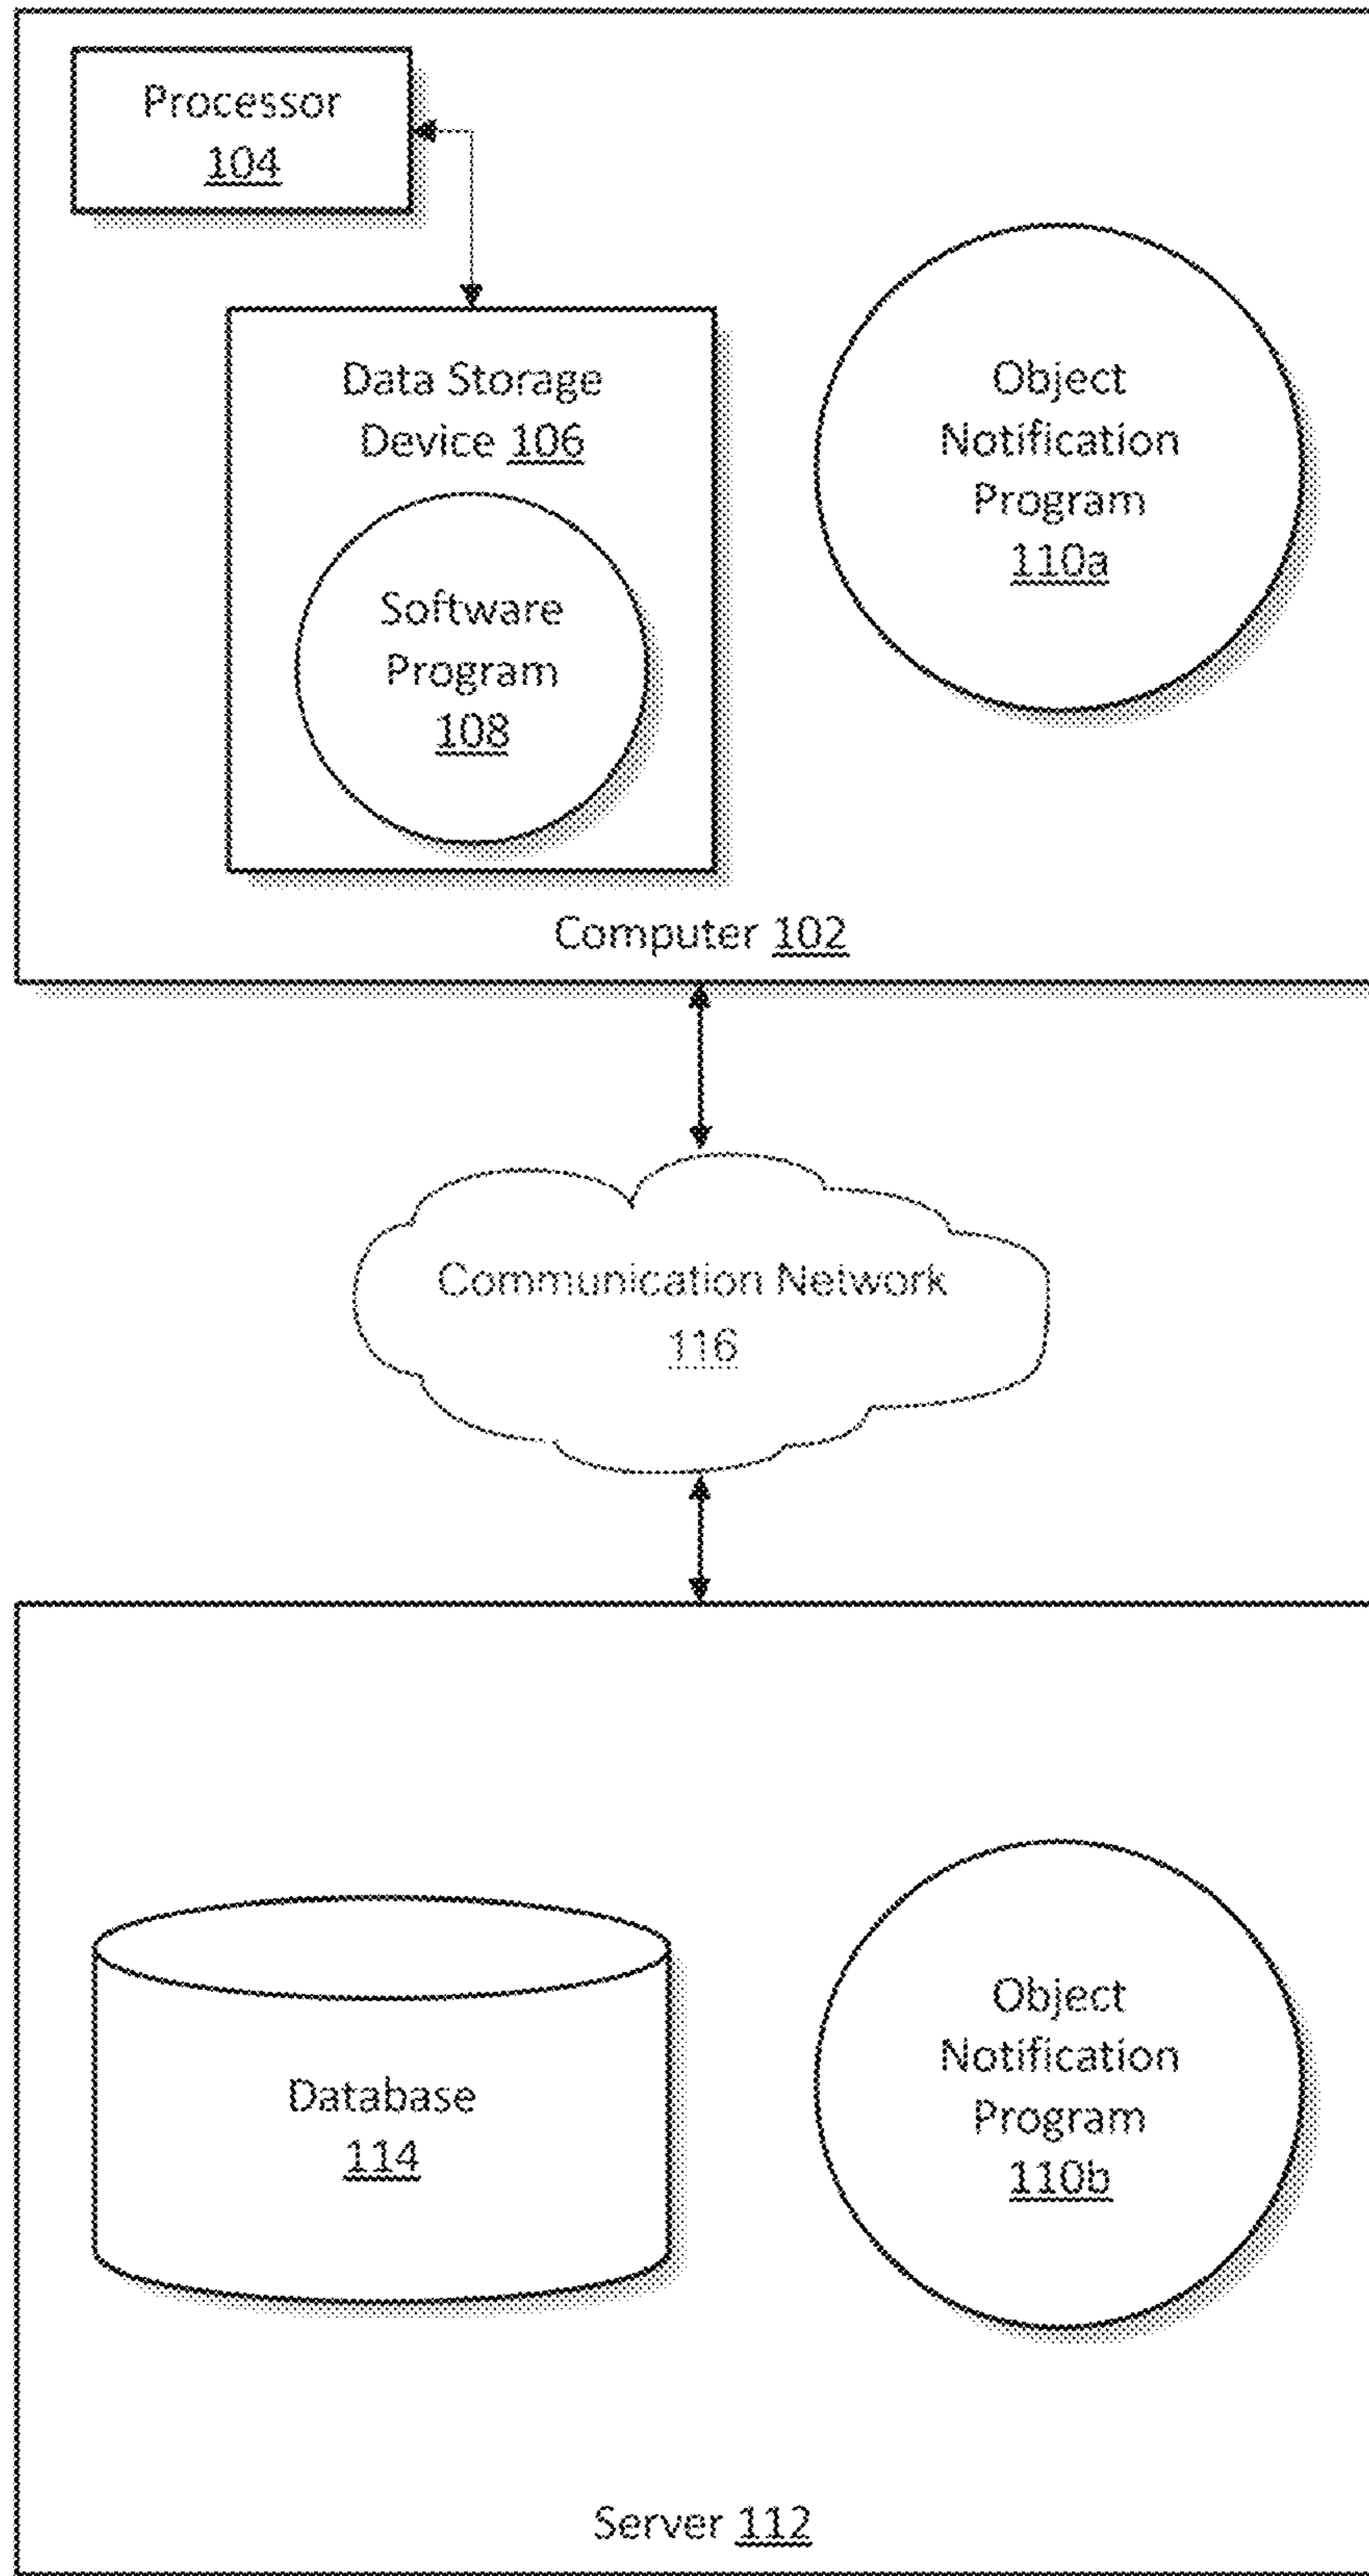 Processor
104
Data Storage
Device 106
Software
Program
108
Object
Notification
Program
110a
Computer 102
Communication Network
116
Database
114
Object
Notification
Program
110b
Server 112